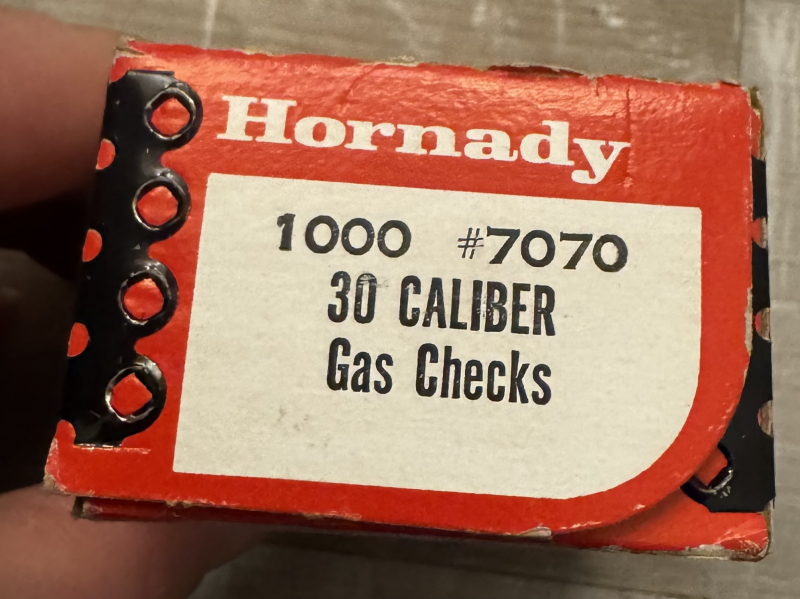 Hornady
1000 #7070
30 CALIBER
Gas Checks